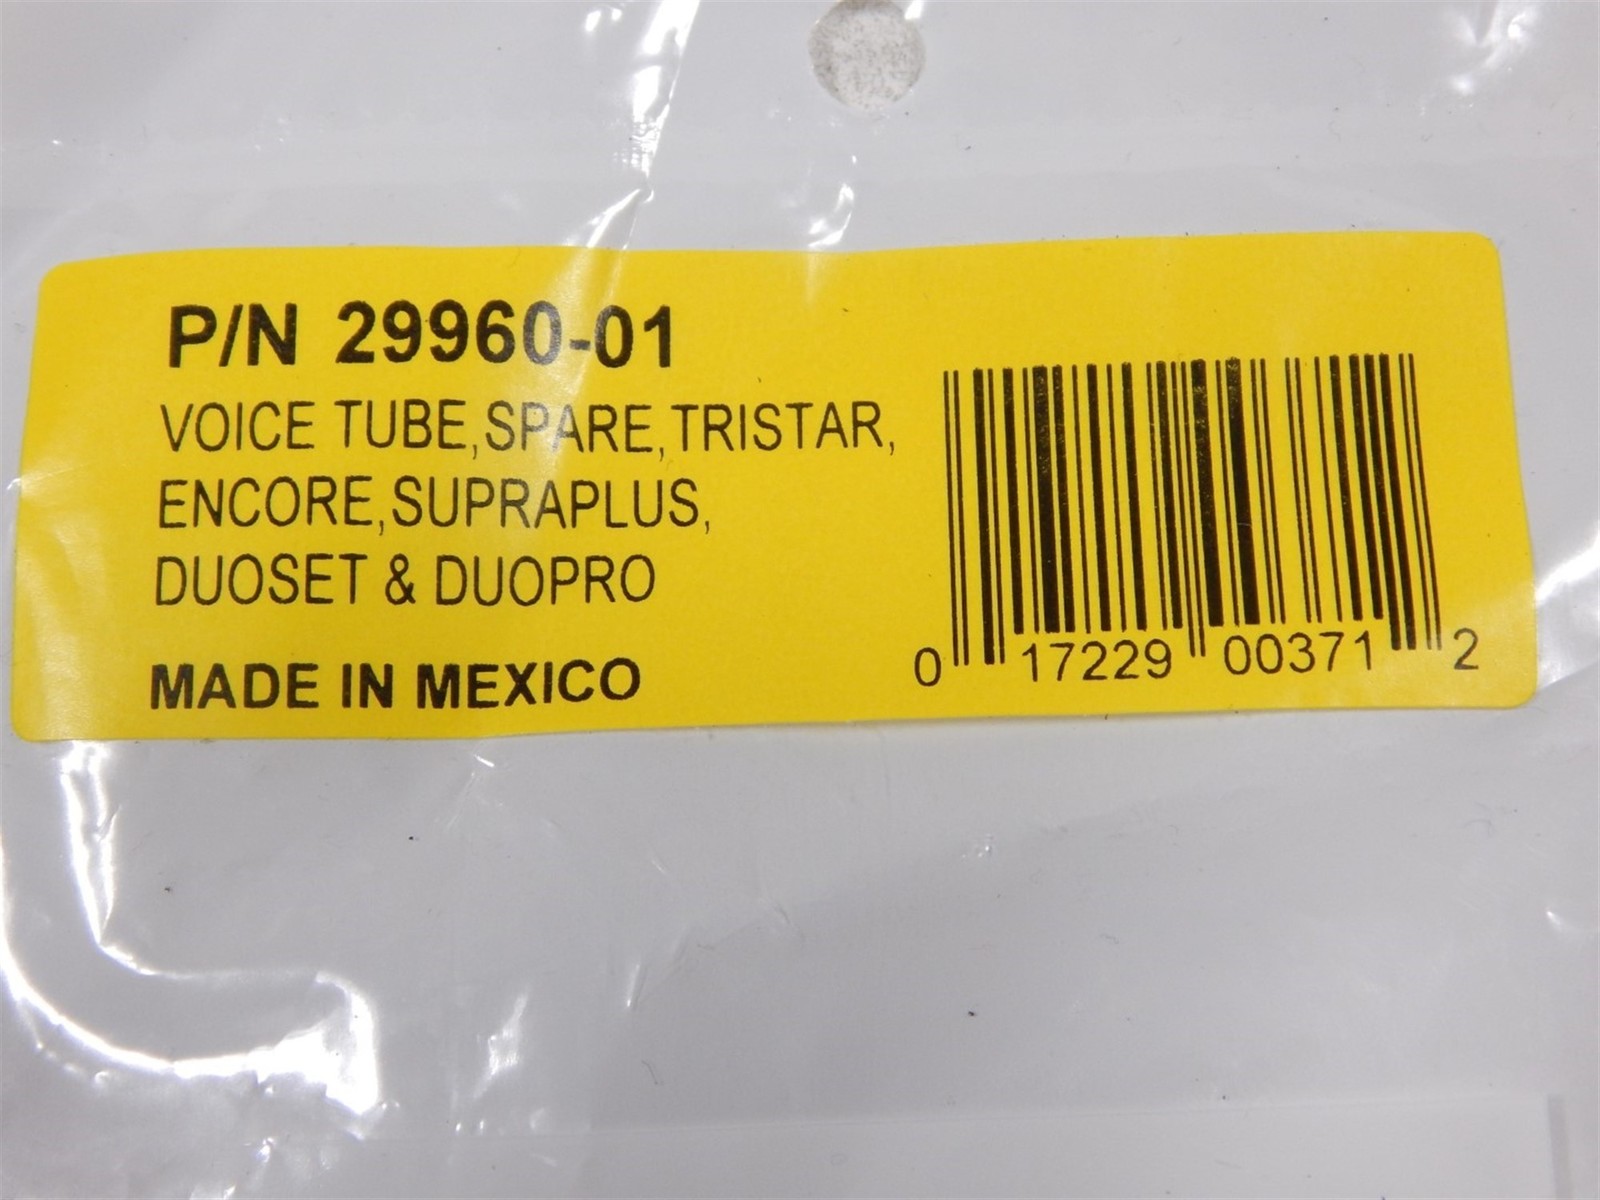 P/N 29960-01
VOICE TUBE,SPARE,TRISTAR,
ENCORE,SUPRAPLUS,
DUOSET & DUOPRO
MADE IN MEXICO
0 17229 00371 2